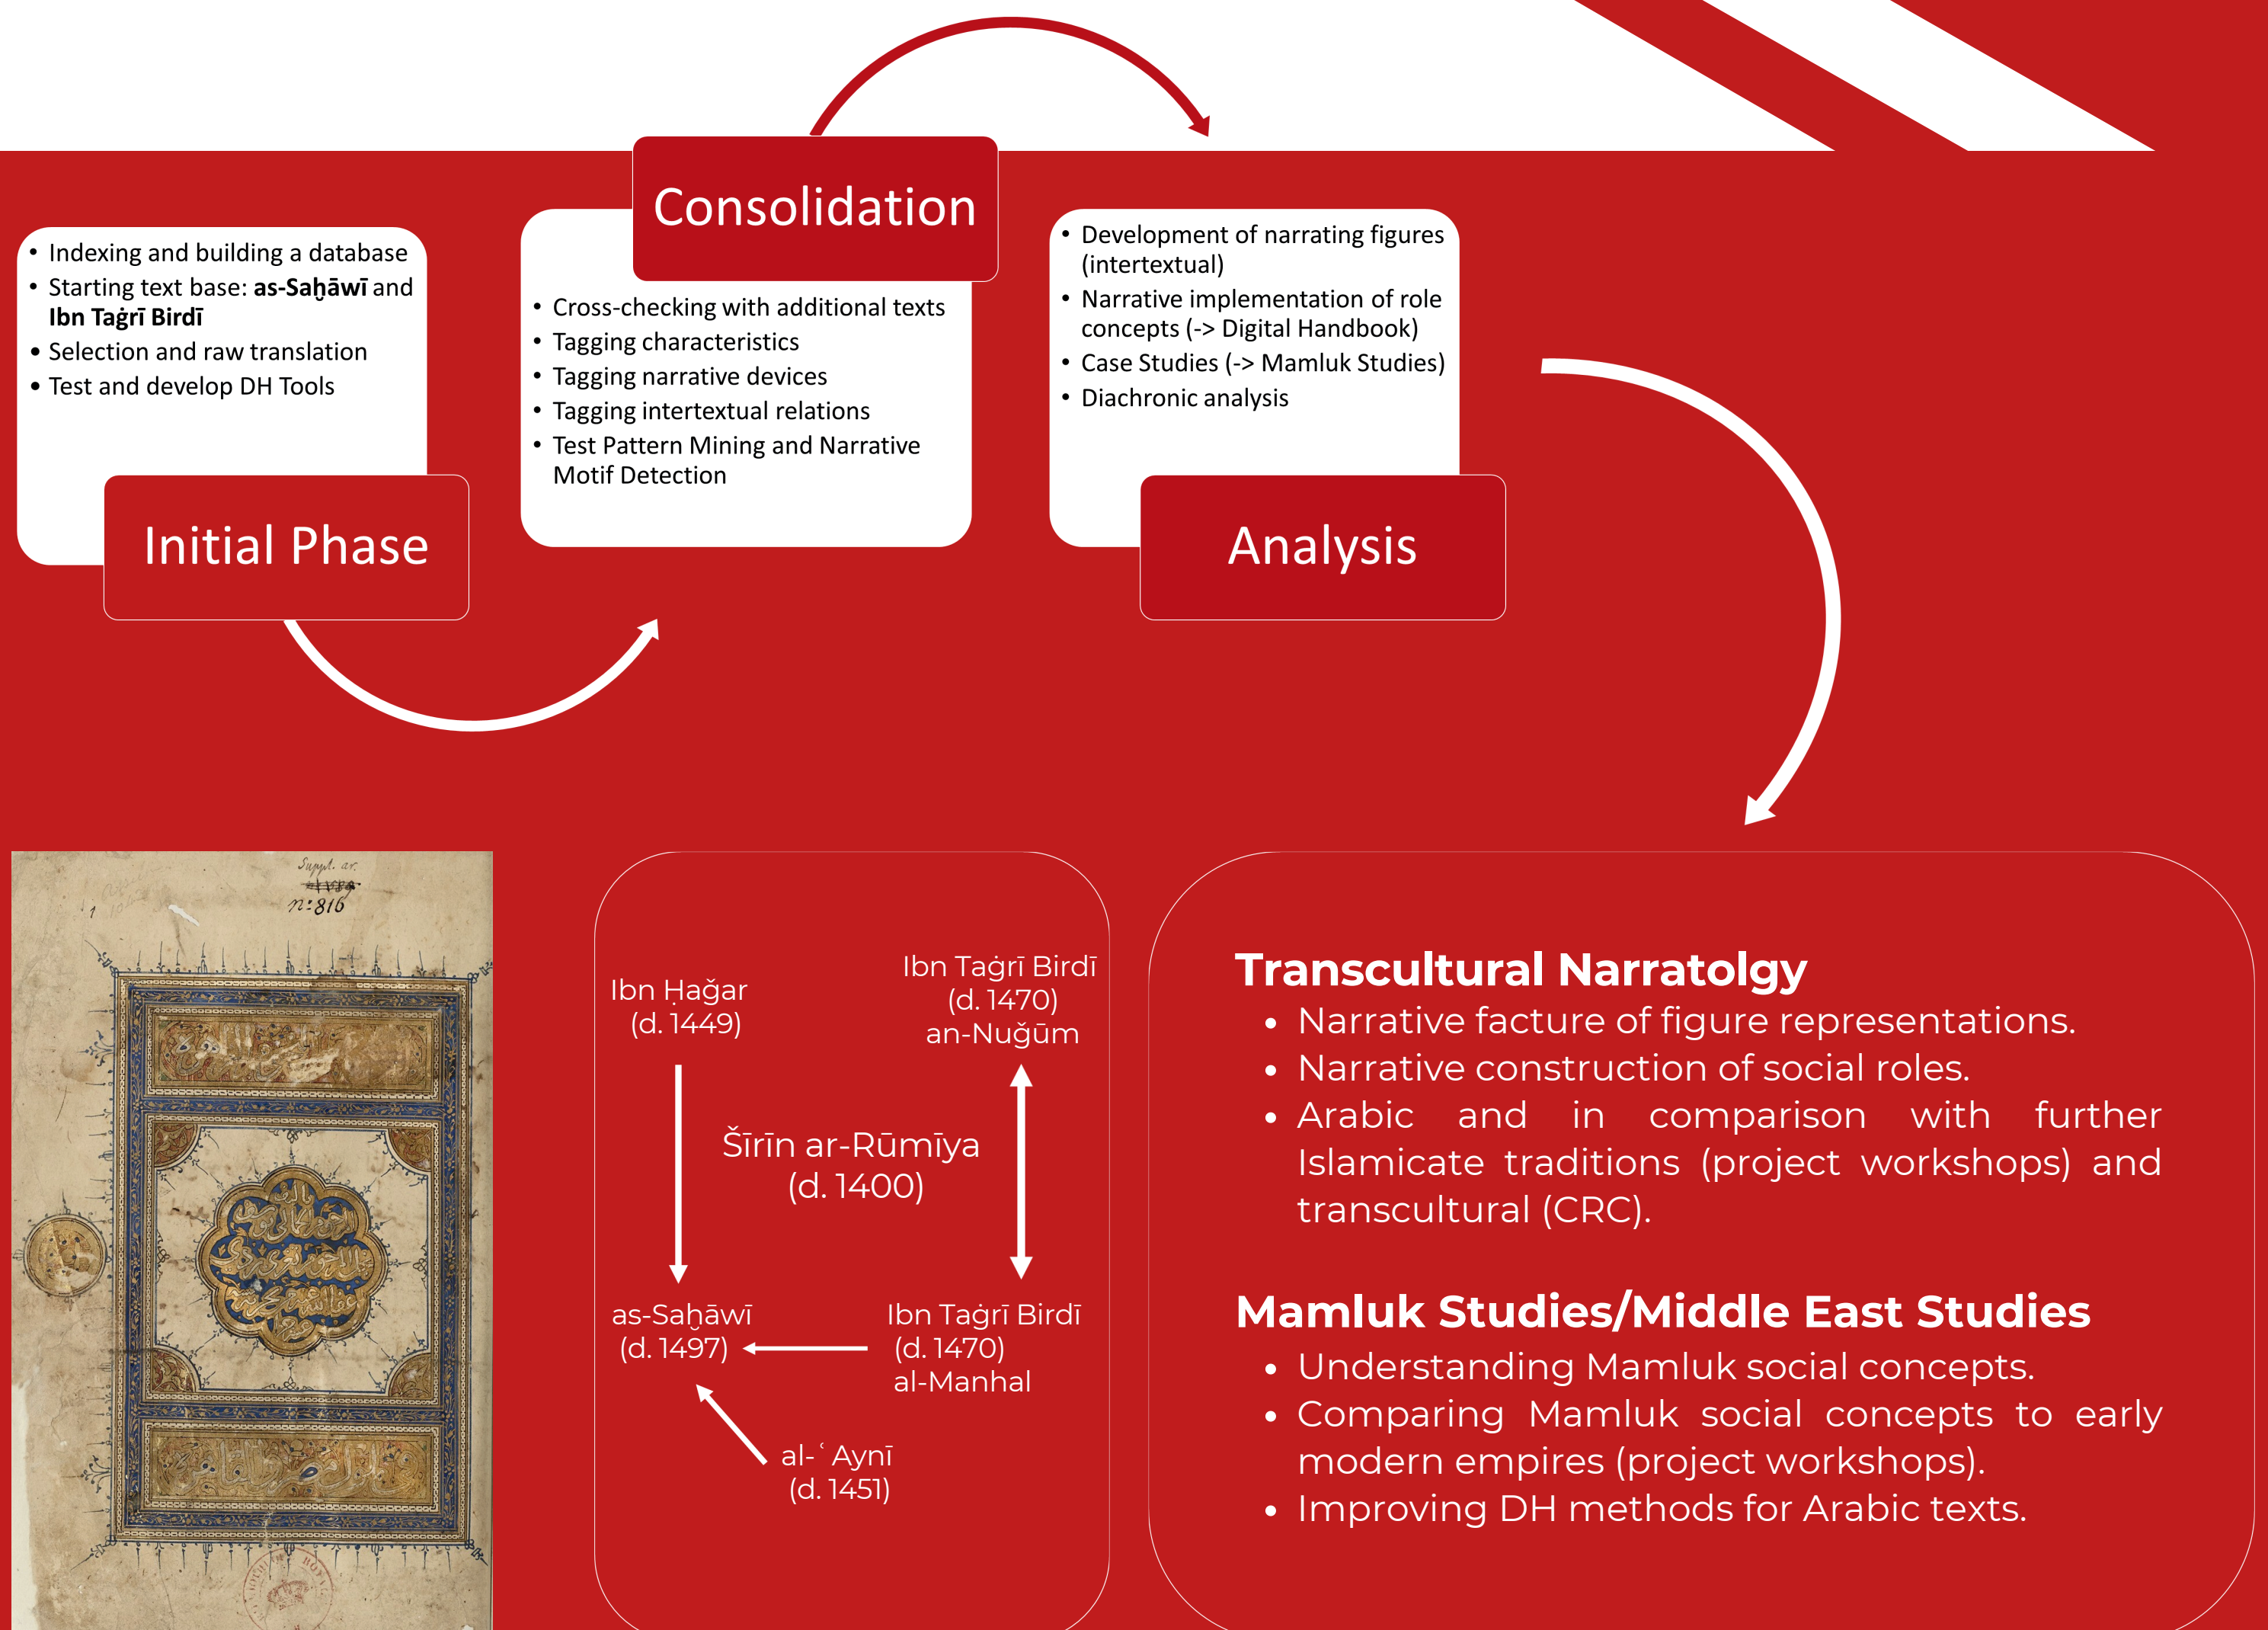 Consolidation
• Indexing and building a database
• Starting text base: as-Saḫāwī and
Ibn Taġrī Birdī
• Selection and raw translation
• Test and develop DH Tools
Initial Phase
• Cross-checking with additional texts
• Tagging characteristics
• Tagging narrative devices
• Tagging intertextual relations
• Test Pattern Mining and Narrative
Motif Detection
• Development of narrating figures
(intertextual)
• Narrative implementation of role
concepts (-> Digital Handbook)
• Case Studies (-> Mamluk Studies)
• Diachronic analysis
Analysis
Suppl. ar.
nº 816
Ibn Ḥaǧar
(d. 1449)
Ibn Taġrī Birdī
(d. 1470)
an-Nuǧūm
Šīrīn ar-Rūmīya
(d. 1400)
as-Saḫāwī
(d. 1497)
Ibn Taġrī Birdī
(d. 1470)
al-Manhal
al-ʿAynī
(d. 1451)
Transcultural Narratolgy
• Narrative facture of figure representations.
• Narrative construction of social roles.
• Arabic and in comparison with further
Islamicate traditions (project workshops) and
transcultural (CRC).
Mamluk Studies/Middle East Studies
• Understanding Mamluk social concepts.
• Comparing Mamluk social concepts to early
modern empires (project workshops).
• Improving DH methods for Arabic texts.